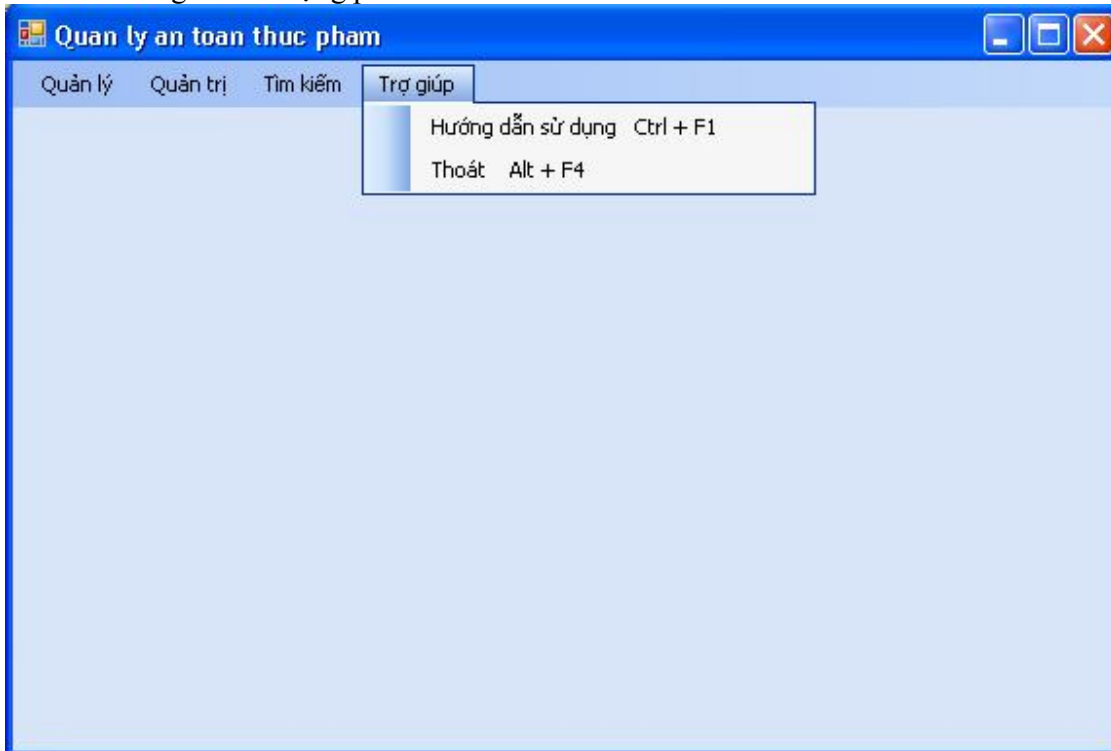 Quan ly an toan thuc pham
Quản lý Quản trị Tìm kiếm Trợ giúp
Hướng dẫn sử dụng Ctrl + F1
Thoát Alt + F4